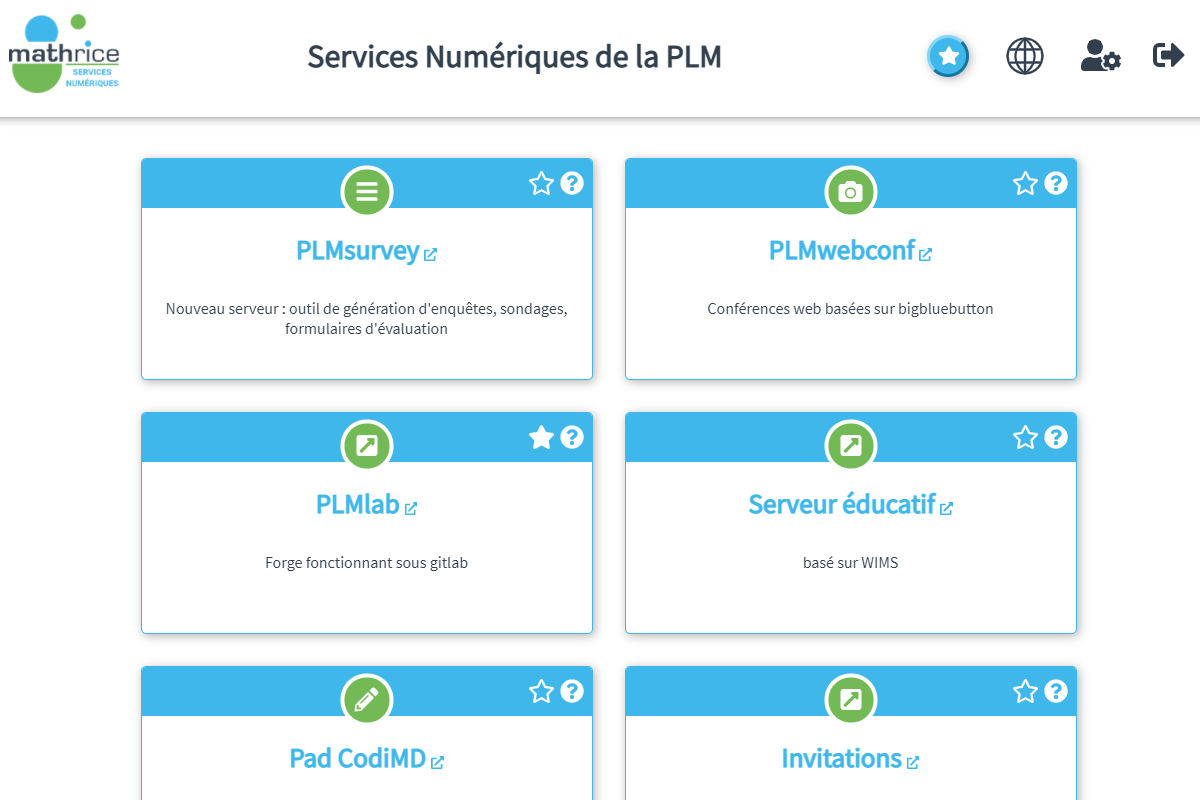 mathrice
SERVICES
NUMÉRIQUES
Services Numériques de la PLM
PLMsurvey
Nouveau serveur : outil de génération d'enquêtes, sondages,
formulaires d'évaluation
PLMwebconf
Conférences web basées sur bigbluebutton
PLMlab
Forge fonctionnant sous gitlab
Serveur éducatif
basé sur WIMS
Pad CodiMD
Invitations